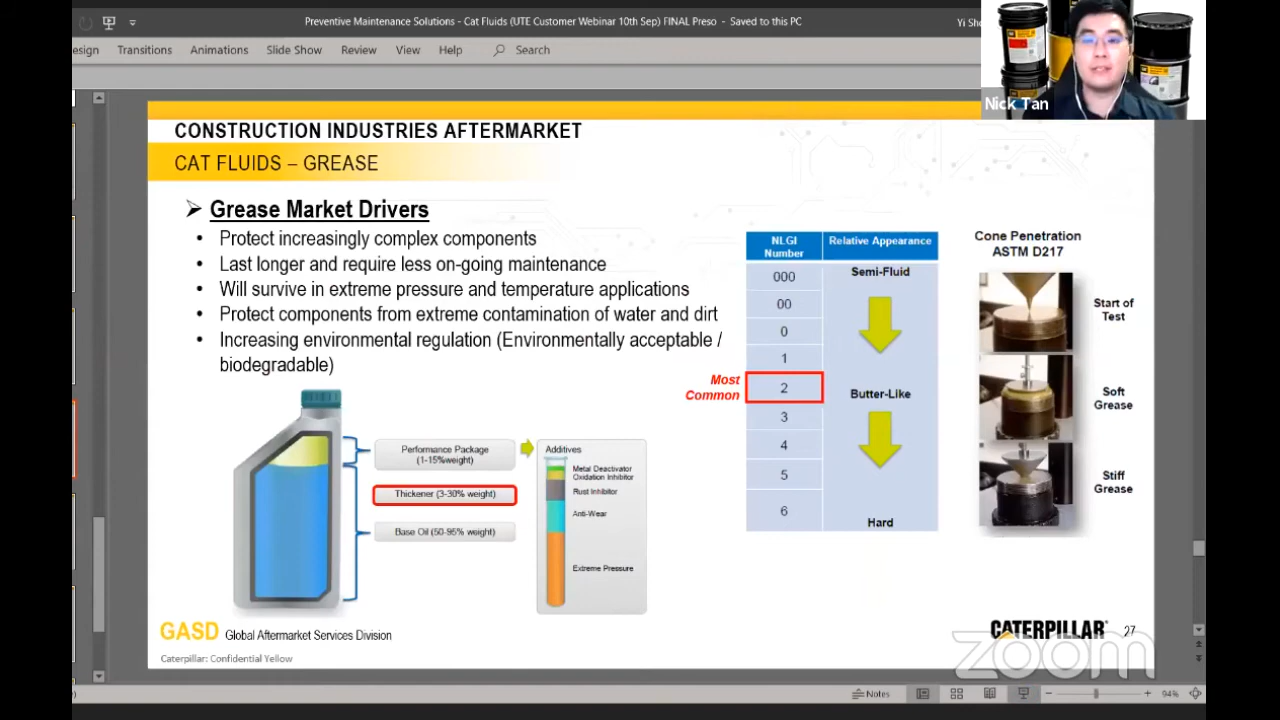 Preventive Maintenance Solutions - Cat Fluids (UTE Customer Webinar 10th Sep) FINAL Preso - Saved to this PC
Yi Sho
esign Transitions Animations Slide Show Review View Help Search
Nick Tan
CONSTRUCTION INDUSTRIES AFTERMARKET
CAT FLUIDS – GREASE
➢ Grease Market Drivers
• Protect increasingly complex components
• Last longer and require less on-going maintenance
• Will survive in extreme pressure and temperature applications
• Protect components from extreme contamination of water and dirt
• Increasing environmental regulation (Environmentally acceptable /
biodegradable)
Performance Package
(1-15%weight)
Thickener (3-30% weight)
Base Oil (50-95% weight)
Additives
Metal Deactivator
Oxidation Inhibitor
Rust Inhibitor
Anti-Wear
Extreme Pressure
Most
Common
NLGI
Number
Relative Appearance
000
00
0
1
2
3
4
5
6
Semi-Fluid
Butter-Like
Hard
Cone Penetration
ASTM D217
Start of
Test
Soft
Grease
Stiff
Grease
GASD Global Aftermarket Services Division
CATERPILLAR 27
Caterpillar: Confidential Yellow
zoom
Notes
94%